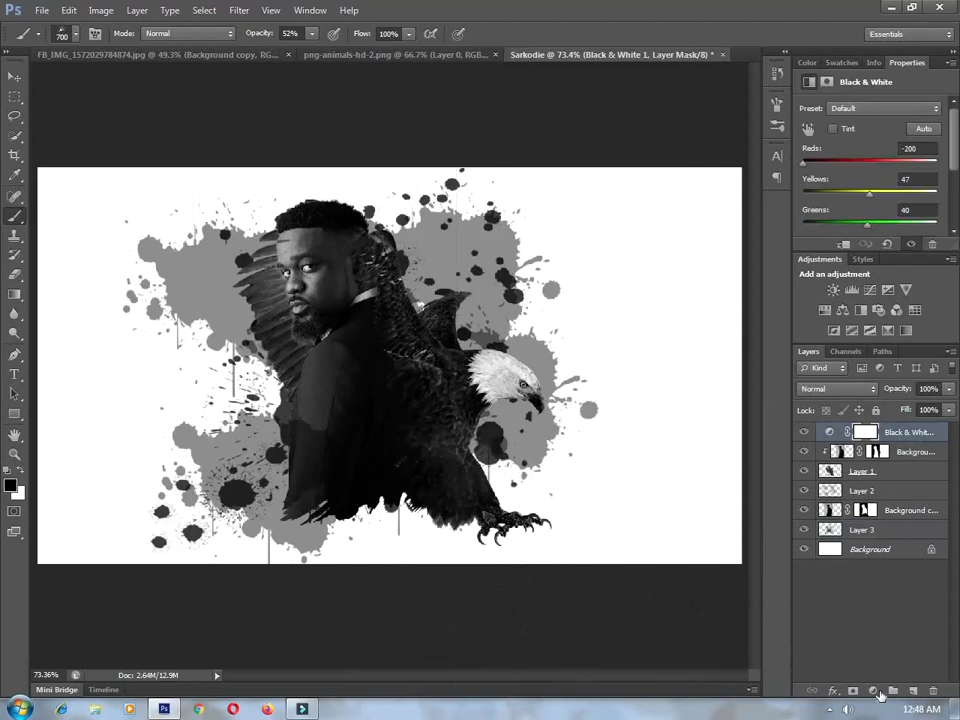 Ps File Edit Image Layer Type Select Filter View Window Help
700 Mode: Normal Opacity: 52% Flow: 100% Essentials
FB_IMG_1572029784874.jpg @ 49.3% (Background copy, R... × png-animals-hd-2.png @ 66.7% (Layer 0, RGB... × Sarkodie @ 73.4% (Black & White 1, Layer Mask/8) * ×
Color Swatches Info Properties
Black & White
Preset: Default
Tint Auto
Reds: -200
Yellows: 47
Greens: 40
Adjustments Styles
Add an adjustment
Layers Channels Paths
Kind
Normal Opacity: 100%
Lock: Fill: 100%
Black & Whit...
Backgrou...
Layer 1
Layer 2
Background c...
Layer 3
Background
73.36% Doc: 2.64M/12.9M
Mini Bridge Timeline
fx
Ps 12:48 AM